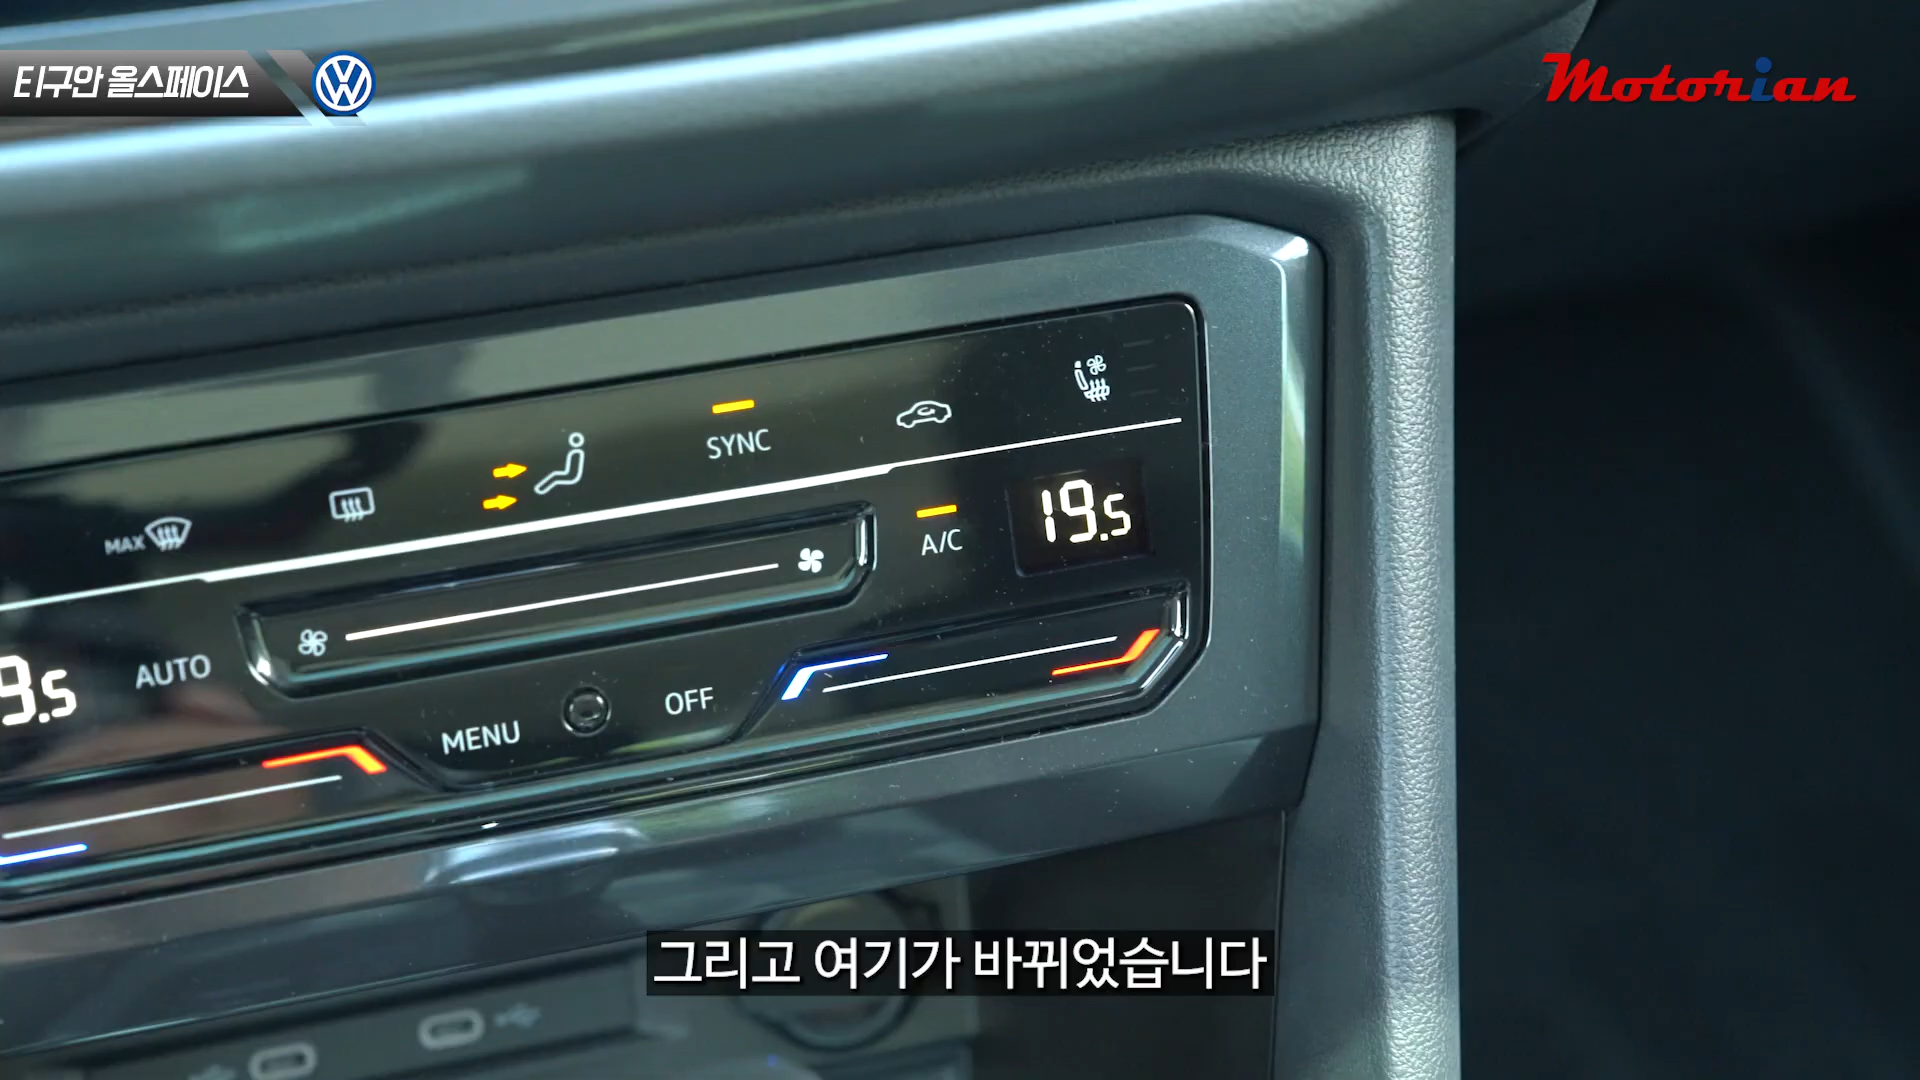 티구안 올스페이스
Motorian
SYNC
MAX
A/C
19.5
9.5
AUTO
MENU
OFF
그리고 여기가 바뀌었습니다